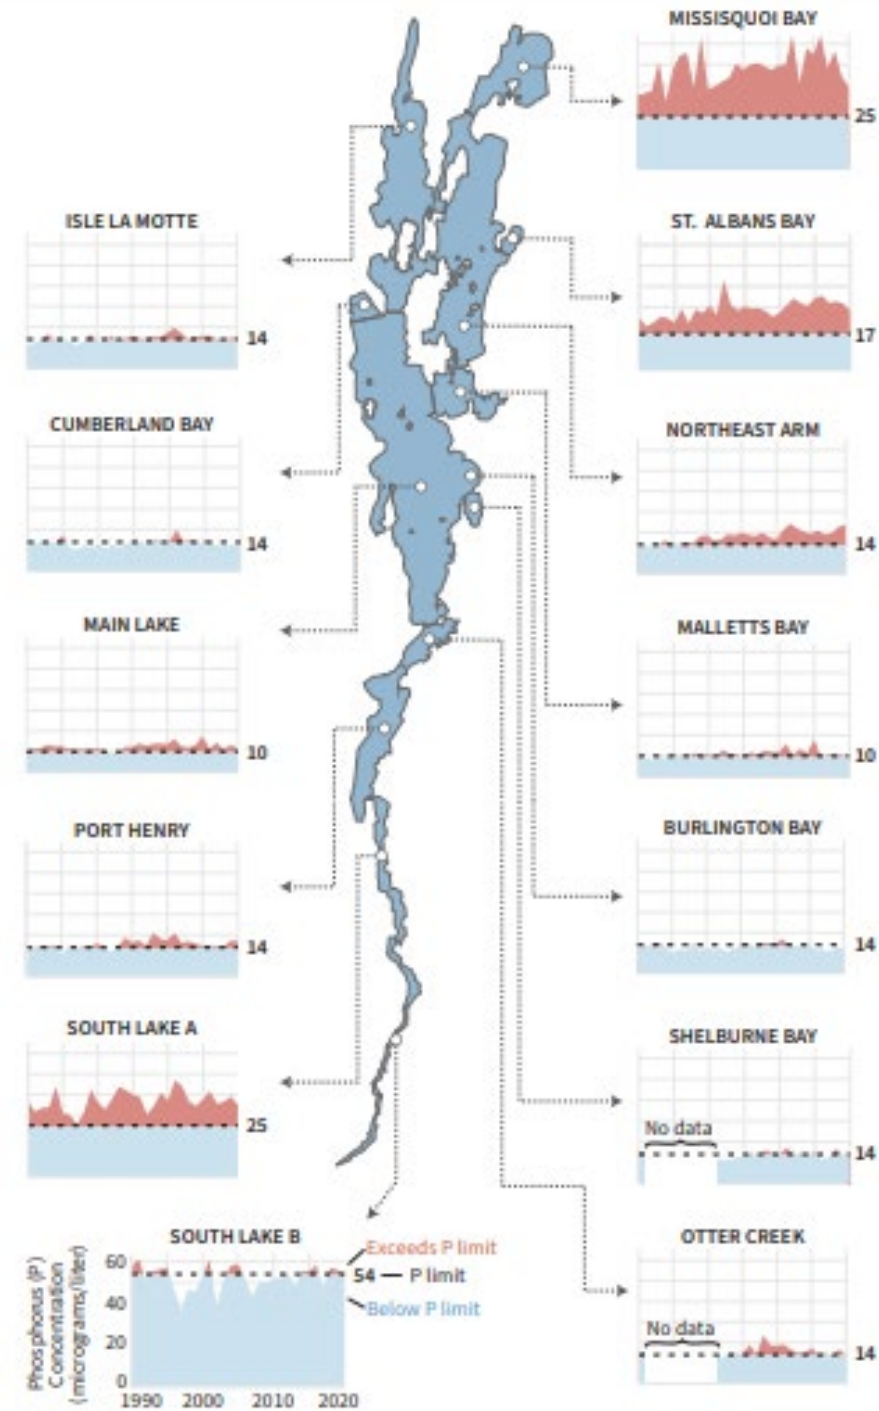 MISSISQUOI BAY
25
ISLE LA MOTTE
14
ST. ALBANS BAY
17
CUMBERLAND BAY
14
NORTHEAST ARM
14
MAIN LAKE
10
MALLETTS BAY
10
PORT HENRY
14
BURLINGTON BAY
14
SOUTH LAKE A
25
SHELBURNE BAY
No data
14
SOUTH LAKE B
Phosphorus (P)
Concentration
(micrograms/liter)
60
40
20
0
1990 2000 2010 2020
Exceeds P limit
54 — P limit
Below P limit
OTTER CREEK
No data
14